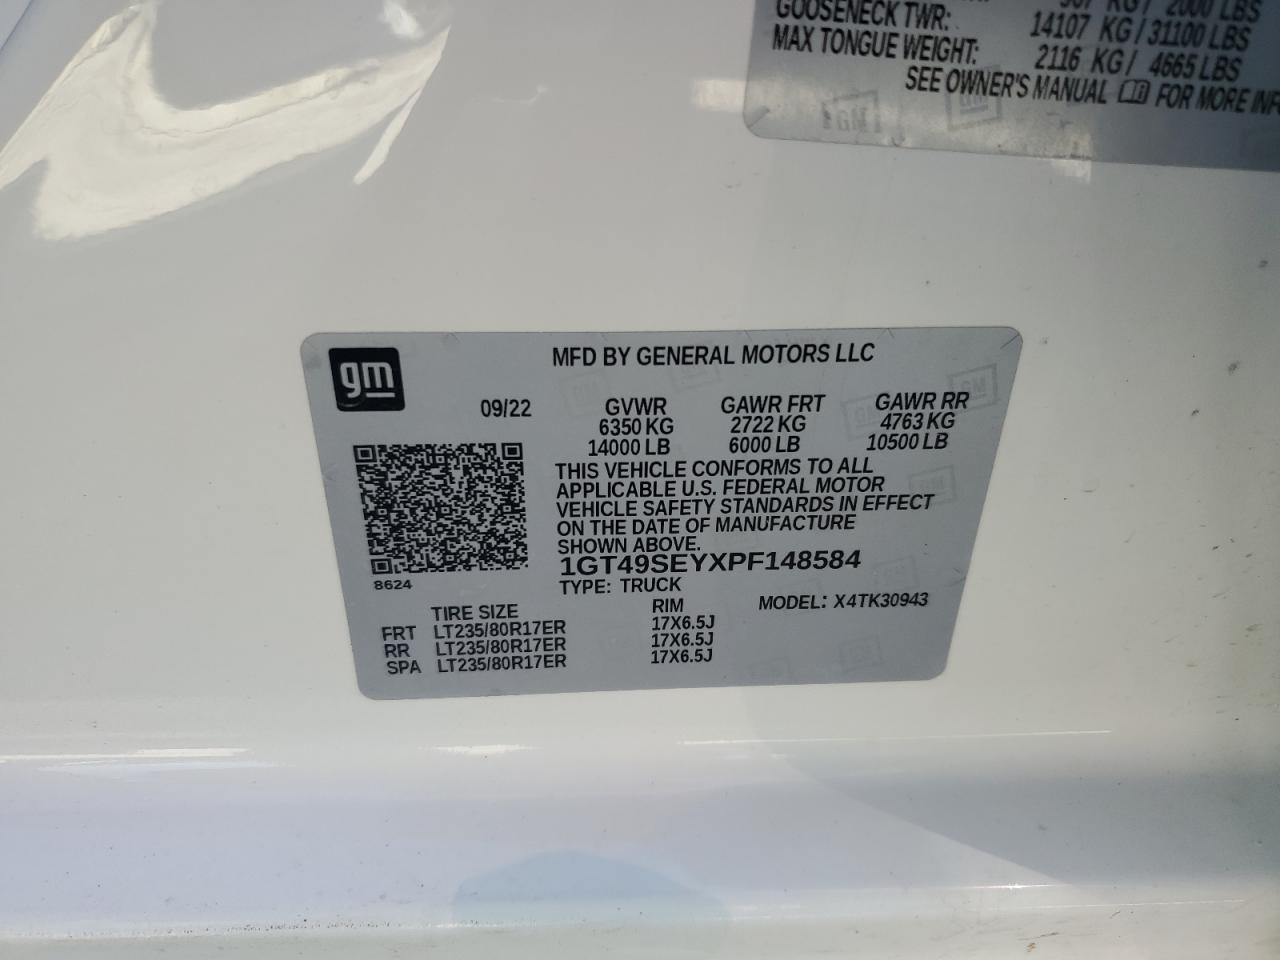 KG / 2000 LBS
GOOSENECK TWR: 14107 KG / 31100 LBS
MAX TONGUE WEIGHT: 2116 KG / 4665 LBS
SEE OWNER'S MANUAL FOR MORE
gm
MFD BY GENERAL MOTORS LLC
09/22 GVWR GAWR FRT GAWR RR
6350 KG 2722 KG 4763 KG
14000 LB 6000 LB 10500 LB
THIS VEHICLE CONFORMS TO ALL
APPLICABLE U.S. FEDERAL MOTOR
VEHICLE SAFETY STANDARDS IN EFFECT
ON THE DATE OF MANUFACTURE
SHOWN ABOVE.
1GT49SEYXPF148584
8624
TYPE: TRUCK
TIRE SIZE RIM MODEL: X4TK30943
FRT LT235/80R17ER 17X6.5J
RR LT235/80R17ER 17X6.5J
SPA LT235/80R17ER 17X6.5J